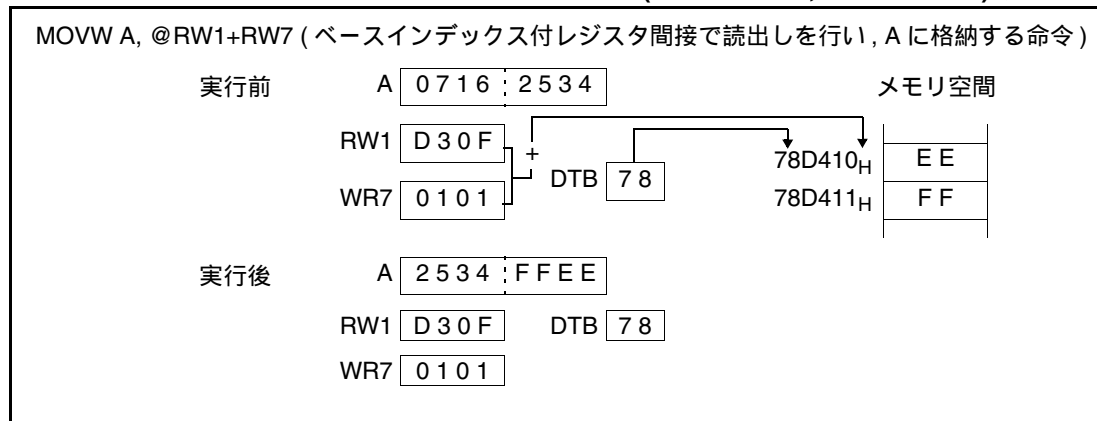 MOVW A, @RW1+RW7 ( ベースインデックス付レジスタ間接で読出しを行い , A に格納する命令 )
実行前 A 0716 2534 メモリ空間
RW1 D30F + DTB 78 78D410H EE
WR7 0101 78D411H FF
実行後 A 2534 FFEE
RW1 D30F DTB 78
WR7 0101